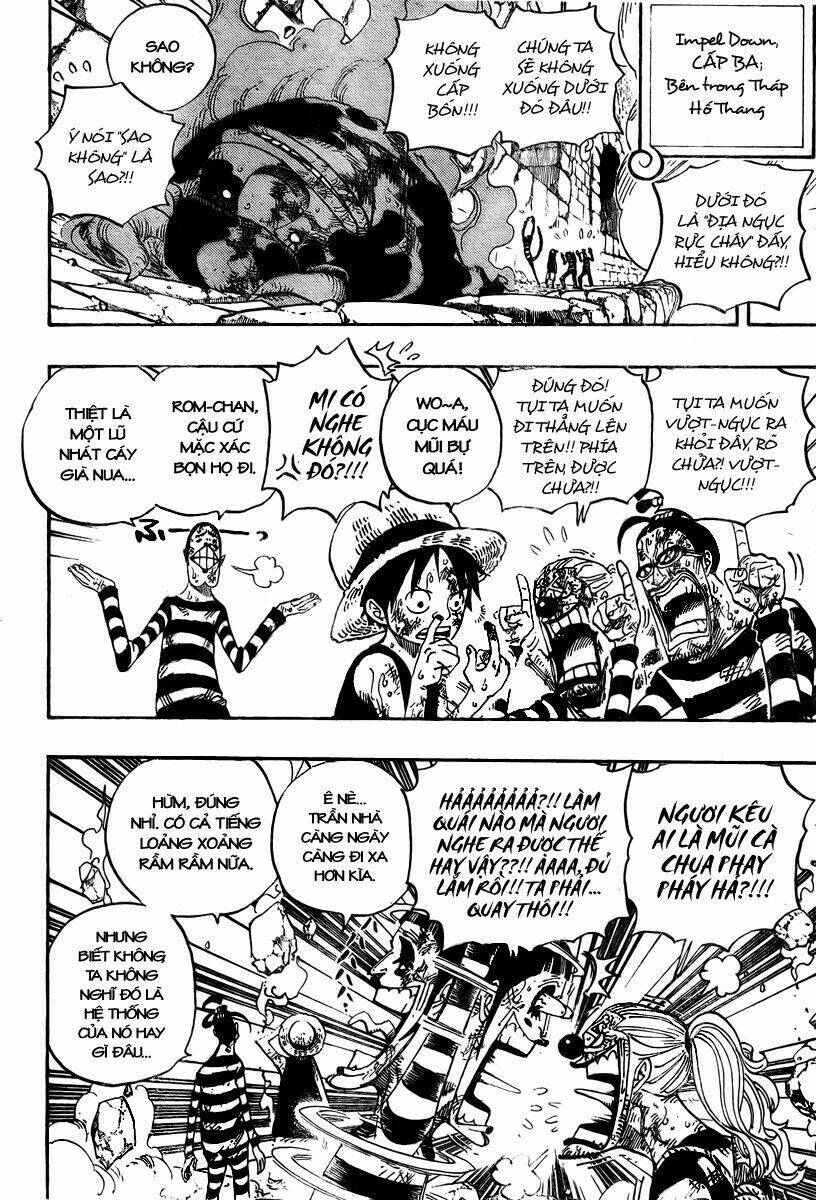 Impel Down,
CẤP BA;
Bên trong Tháp
Hố Thang
CHÚNG TA
SẼ KHÔNG
XUỐNG DƯỚI
ĐÓ ĐÂU!!
KHÔNG
XUỐNG
CẤP
BỐN!!!
DƯỚI ĐÓ
LÀ "ĐỊA NGỤC
RỰC CHÁY" ĐẤY,
HIỂU KHÔNG?!!
SAO
KHÔNG?
Ý NÓI "SAO
KHÔNG" LÀ
SAO?!!
TỤI TA MUỐN
VƯỢT-NGỤC RA
KHỎI ĐÂY, RÕ
CHỬA?! VƯỢT-
NGỤC!!!
ĐÚNG ĐÓ!
TỤI TA MUỐN
ĐI THẲNG LÊN
TRÊN!! PHÍA
TRÊN, ĐƯỢC
CHƯA?!!
WO~A,
CỤC MÁU
MŨI BỰ
QUÁ!
MI CÓ
NGHE
KHÔNG
ĐÓ?!!!
ROM-CHAN,
CẬU CỨ
MẶC XÁC
BỌN HỌ ĐI.
THIỆT LÀ
MỘT LŨ
NHÁT CÁY
GIÀ NUA...
ふー
NGƯƠI KÊU
AI LÀ MŨI CÀ
CHUA PHAY
PHẢY HẢ?!!!
HẢẢẢẢẢẢẢẢ?!! LÀM
QUÁI NÀO MÀ NGƯƠI
NGHE RA ĐƯỢC THẾ
HAY VẬY??!! ÀAAA, ĐỦ
LẮM RỒI!!! TA PHẢI...
QUAY THÔI!!
Ê NÈ...
TRẦN NHÀ
CÀNG NGÀY
CÀNG ĐI XA
HƠN KÌA.
HỪM, ĐÚNG
NHỈ. CÓ CẢ TIẾNG
LOẢNG XOẢNG
RẦM RẦM NỮA.
NHƯNG
BIẾT KHÔNG
TA KHÔNG
NGHĨ ĐÓ LÀ
HỆ THỐNG
CỦA NÓ HAY
GÌ ĐÂU...